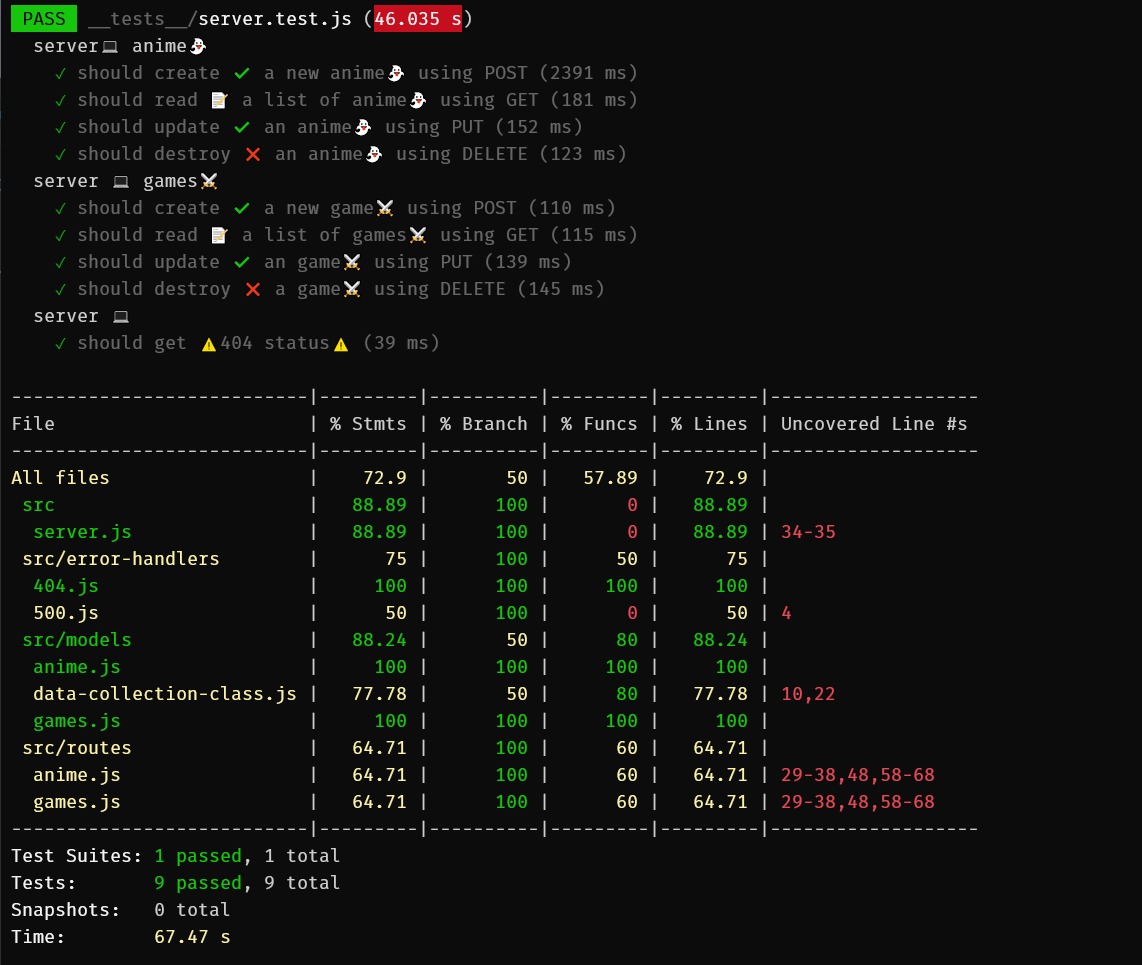 PASS __tests__/server.test.js (46.035 s)
server💻 anime👻
✓ should create ✔ a new anime👻 using POST (2391 ms)
✓ should read 📝 a list of anime👻 using GET (181 ms)
✓ should update ✔ an anime👻 using PUT (152 ms)
✓ should destroy ❌ an anime👻 using DELETE (123 ms)
server 💻 games⚔
✓ should create ✔ a new game⚔ using POST (110 ms)
✓ should read 📝 a list of games⚔ using GET (115 ms)
✓ should update ✔ an game⚔ using PUT (139 ms)
✓ should destroy ❌ a game⚔ using DELETE (145 ms)
server 💻
✓ should get ⚠404 status⚠ (39 ms)
---------------------------|---------|----------|---------|---------|-------------------
File                       | % Stmts | % Branch | % Funcs | % Lines | Uncovered Line #s
---------------------------|---------|----------|---------|---------|-------------------
All files                  |    72.9 |       50 |   57.89 |    72.9 |
 src                       |   88.89 |      100 |       0 |   88.89 |
  server.js                |   88.89 |      100 |       0 |   88.89 | 34-35
 src/error-handlers        |      75 |      100 |      50 |      75 |
  404.js                   |     100 |      100 |     100 |     100 |
  500.js                   |      50 |      100 |       0 |      50 | 4
 src/models                |   88.24 |       50 |      80 |   88.24 |
  anime.js                 |     100 |      100 |     100 |     100 |
  data-collection-class.js |   77.78 |       50 |      80 |   77.78 | 10,22
  games.js                 |     100 |      100 |     100 |     100 |
 src/routes                |   64.71 |      100 |      60 |   64.71 |
  anime.js                 |   64.71 |      100 |      60 |   64.71 | 29-38,48,58-68
  games.js                 |   64.71 |      100 |      60 |   64.71 | 29-38,48,58-68
---------------------------|---------|----------|---------|---------|-------------------
Test Suites: 1 passed, 1 total
Tests:       9 passed, 9 total
Snapshots:   0 total
Time:        67.47 s